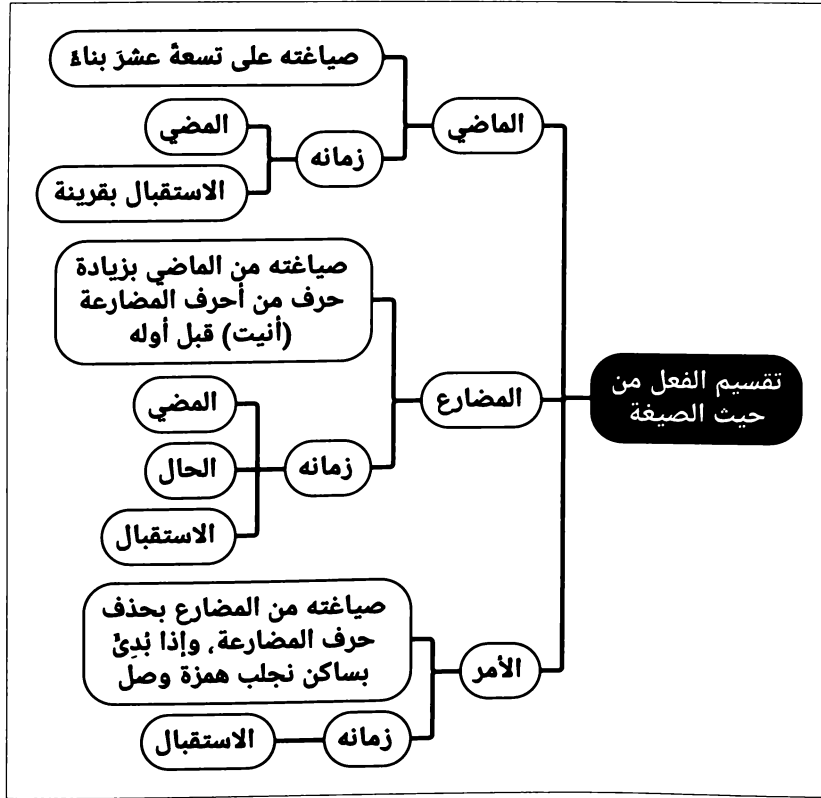 تقسيم الفعل من
حيث الصيغة
الماضي
صياغته على تسعةَ عشرَ بناءً
زمانه
المضي
الاستقبال بقرينة
المضارع
صياغته من الماضي بزيادة
حرف من أحرف المضارعة
(أنيت) قبل أوله
زمانه
المضي
الحال
الاستقبال
الأمر
صياغته من المضارع بحذف
حرف المضارعة، وإذا بُدِئَ
بساكن نجلب همزة وصل
زمانه
الاستقبال